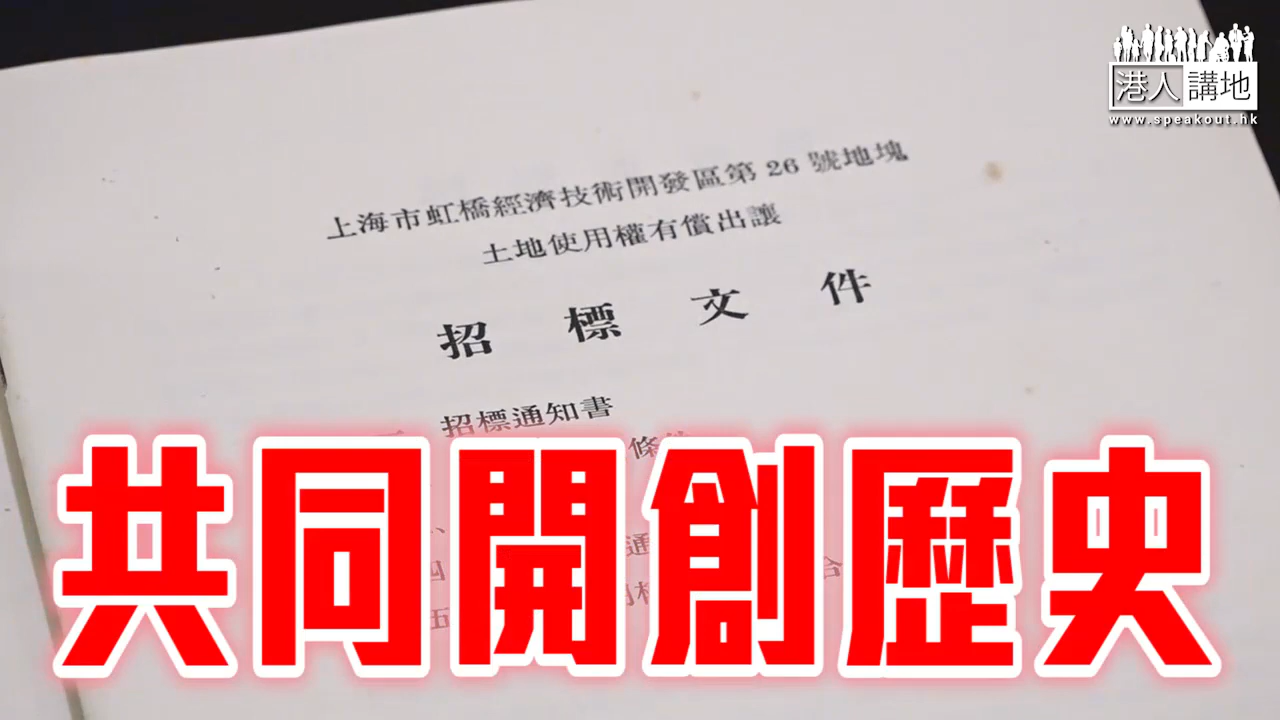 港人講地
www.speakout.hk
上海市虹橋經濟技術開發區第 26 號地塊
土地使用權有償出讓
招標文件
招標通知書
共同開創歷史